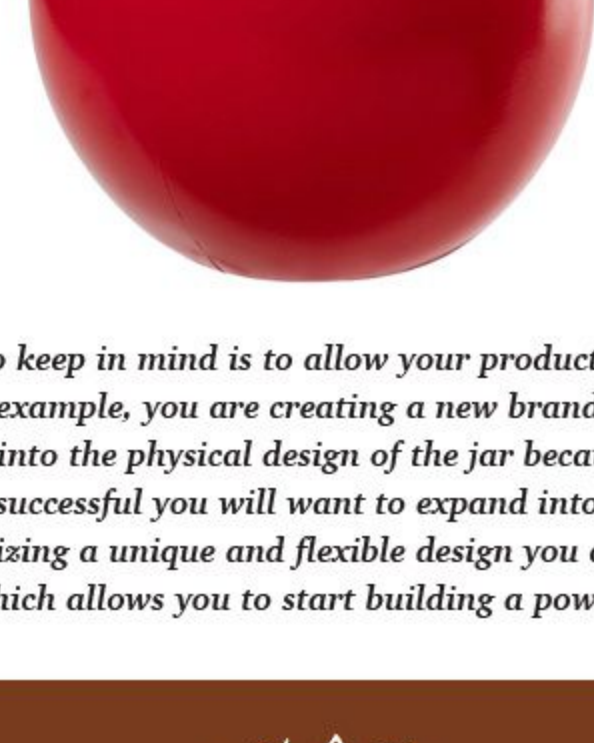 o keep in mind is to allow your product
example, you are creating a new brand
into the physical design of the jar becau
successful you will want to expand into
izing a unique and flexible design you
hich allows you to start building a pow